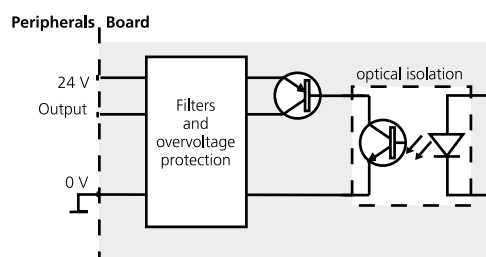 Peripherals Board
optical isolation
24 V
Output
Filters
and
overvoltage
protection
0 V